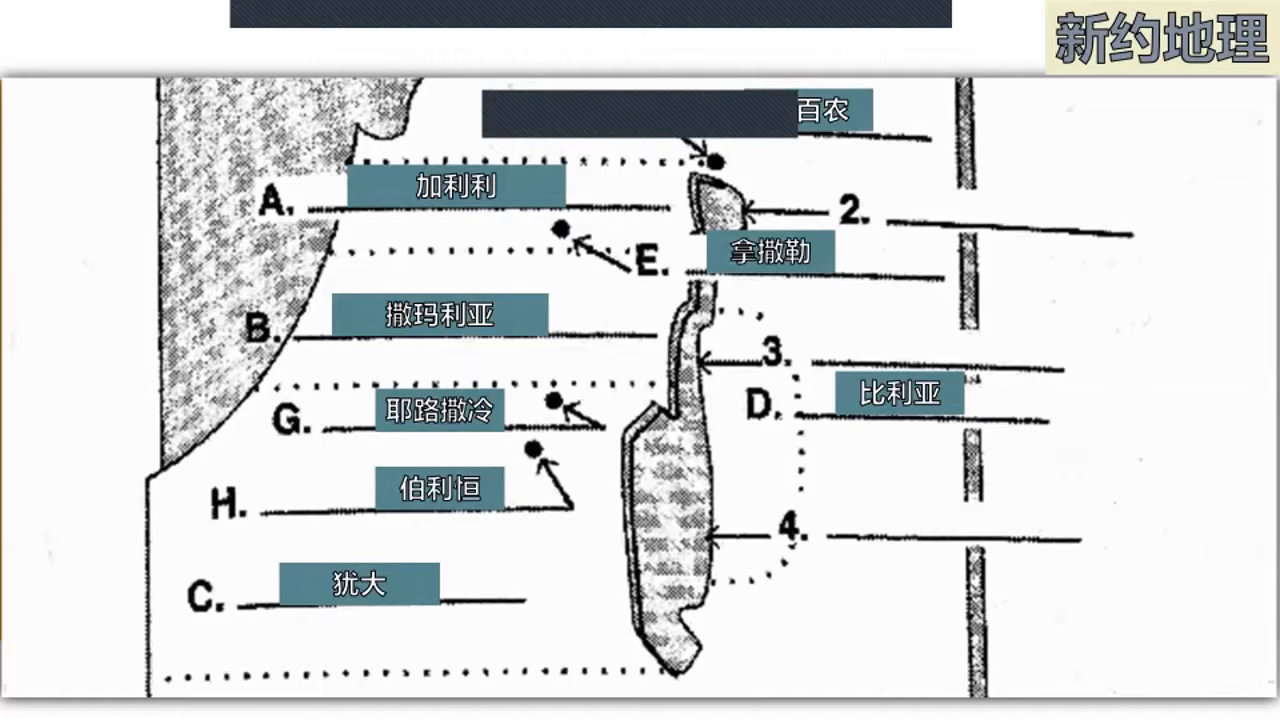 新约地理
百农
A. 加利利
2.
E. 拿撒勒
B. 撒玛利亚
3.
D. 比利亚
G. 耶路撒冷
H. 伯利恒
4.
C. 犹大